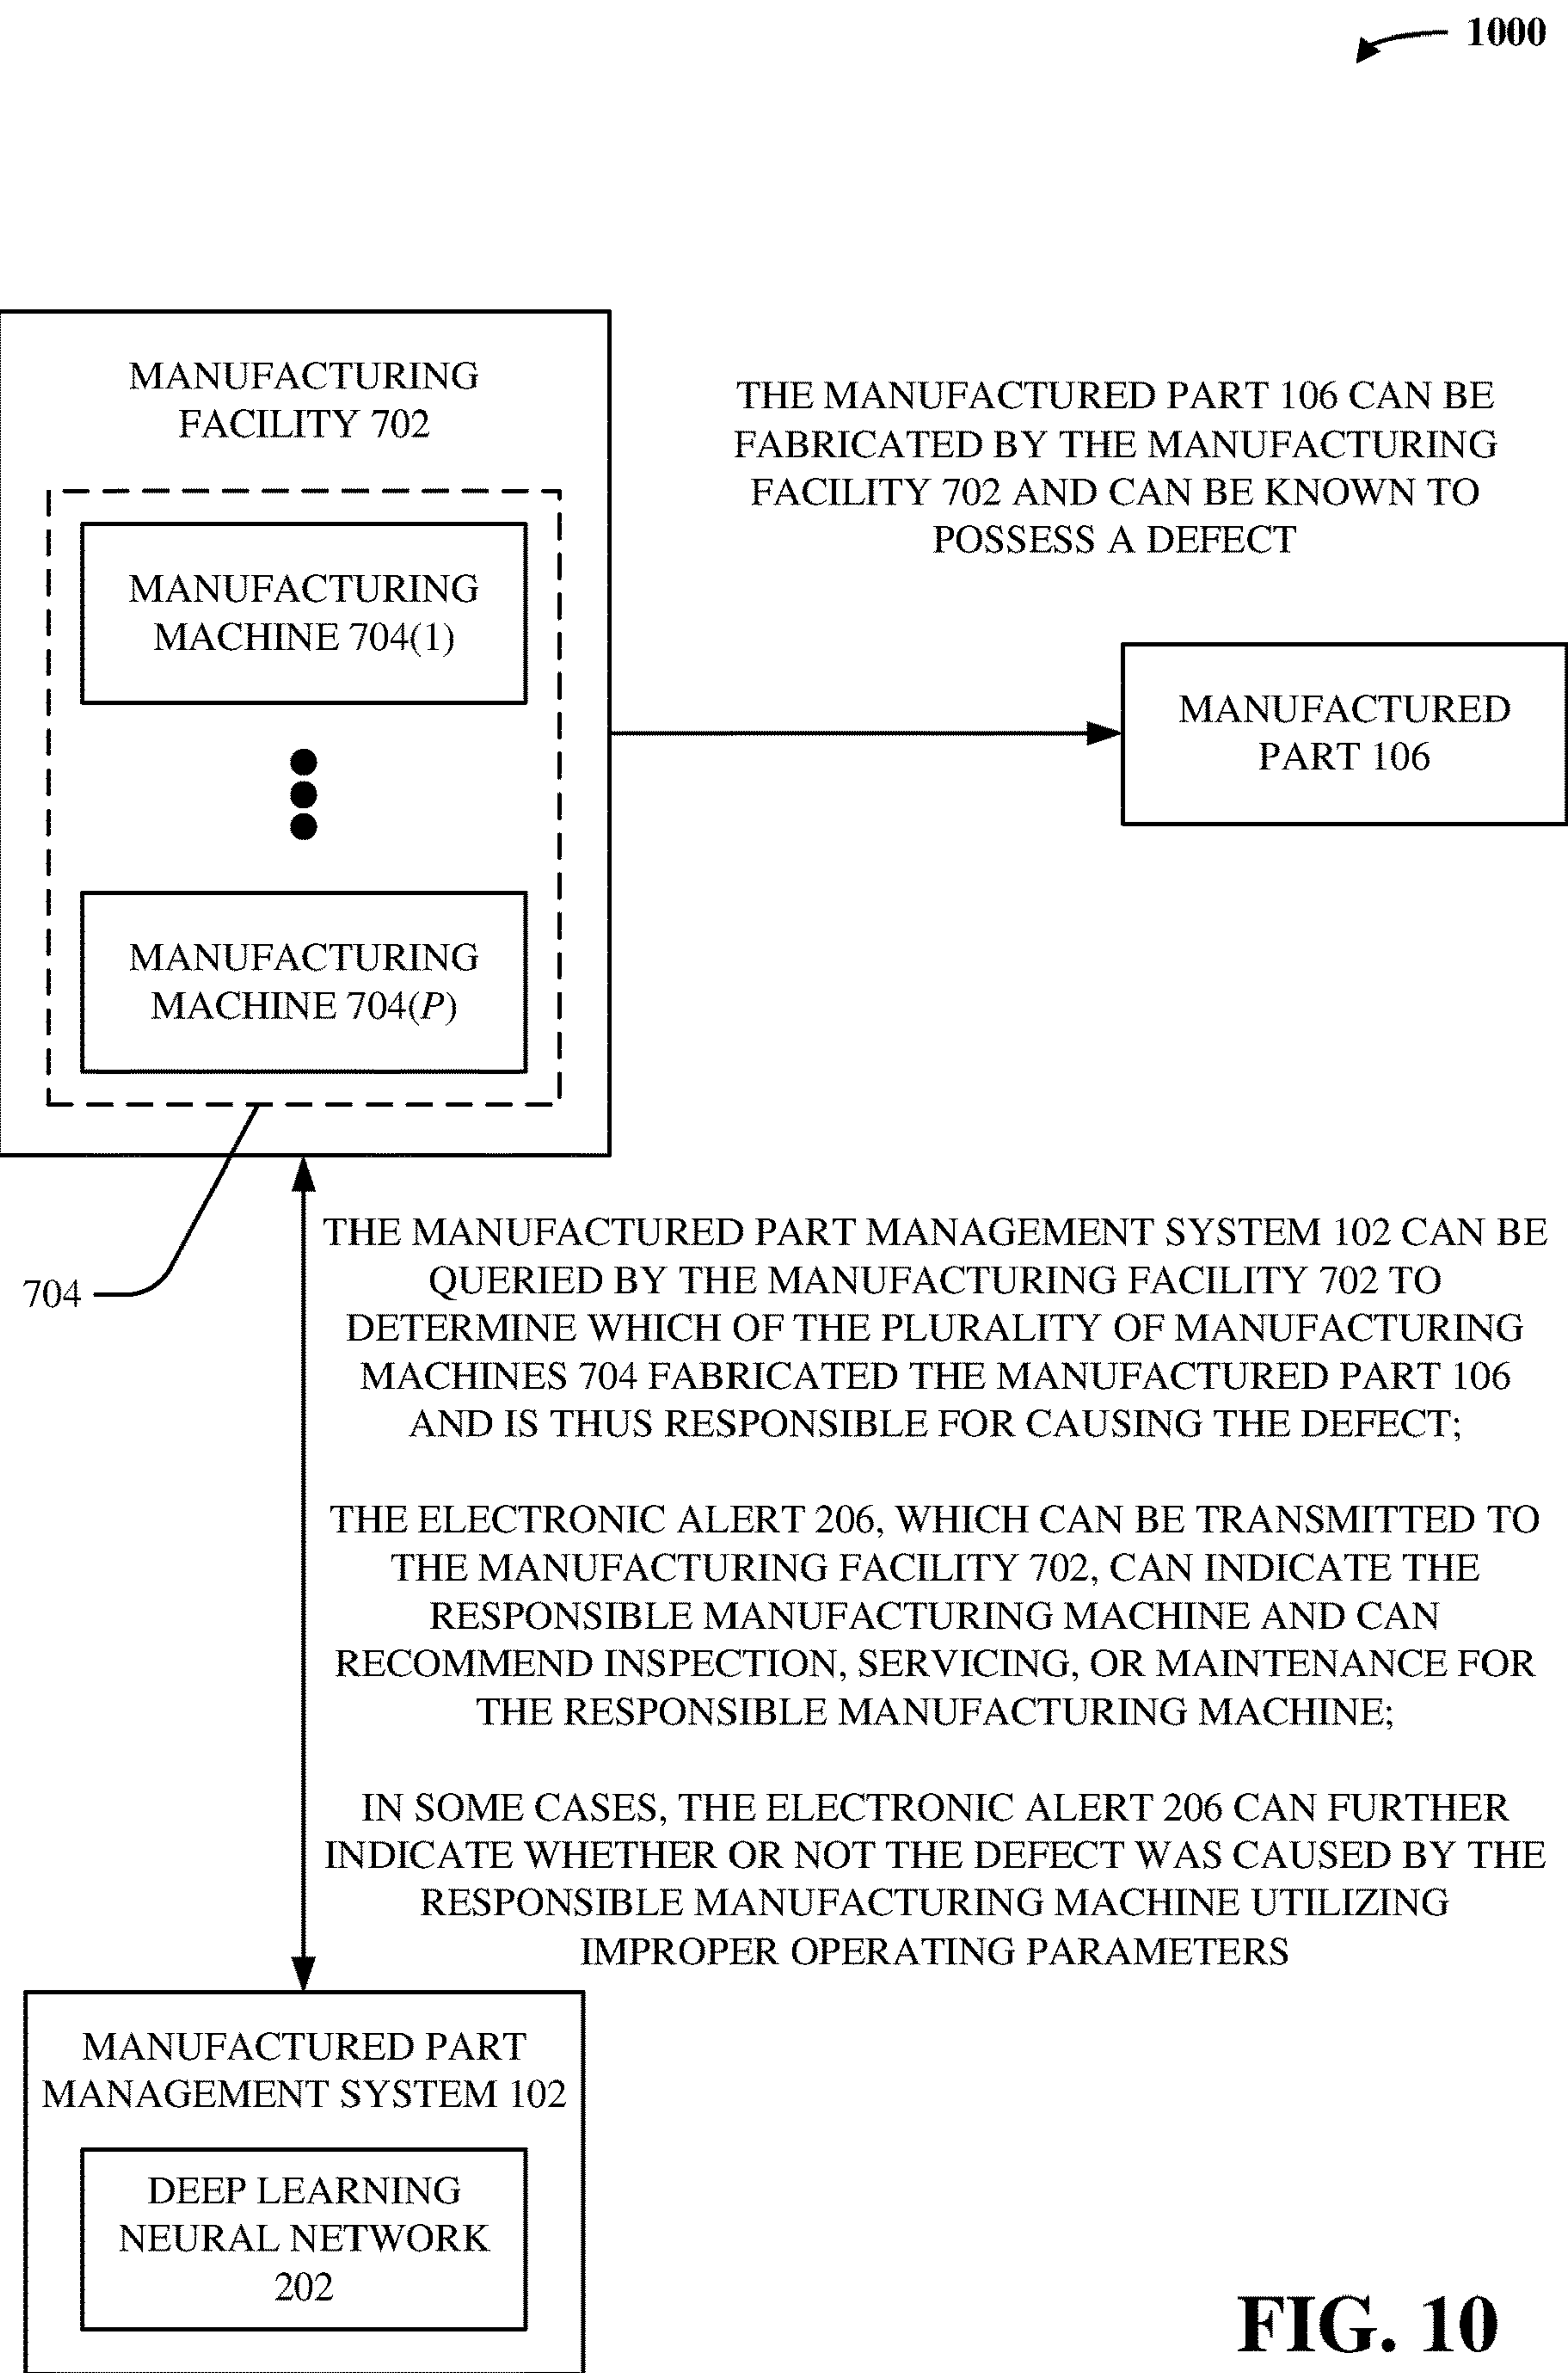 1000
MANUFACTURING
FACILITY 702
MANUFACTURING
MACHINE 704(1)
MANUFACTURING
MACHINE 704(P)
704
THE MANUFACTURED PART 106 CAN BE
FABRICATED BY THE MANUFACTURING
FACILITY 702 AND CAN BE KNOWN TO
POSSESS A DEFECT
MANUFACTURED
PART 106
THE MANUFACTURED PART MANAGEMENT SYSTEM 102 CAN BE
QUERIED BY THE MANUFACTURING FACILITY 702 TO
DETERMINE WHICH OF THE PLURALITY OF MANUFACTURING
MACHINES 704 FABRICATED THE MANUFACTURED PART 106
AND IS THUS RESPONSIBLE FOR CAUSING THE DEFECT;
THE ELECTRONIC ALERT 206, WHICH CAN BE TRANSMITTED TO
THE MANUFACTURING FACILITY 702, CAN INDICATE THE
RESPONSIBLE MANUFACTURING MACHINE AND CAN
RECOMMEND INSPECTION, SERVICING, OR MAINTENANCE FOR
THE RESPONSIBLE MANUFACTURING MACHINE;
IN SOME CASES, THE ELECTRONIC ALERT 206 CAN FURTHER
INDICATE WHETHER OR NOT THE DEFECT WAS CAUSED BY THE
RESPONSIBLE MANUFACTURING MACHINE UTILIZING
IMPROPER OPERATING PARAMETERS
MANUFACTURED PART
MANAGEMENT SYSTEM 102
DEEP LEARNING
NEURAL NETWORK
202
FIG. 10